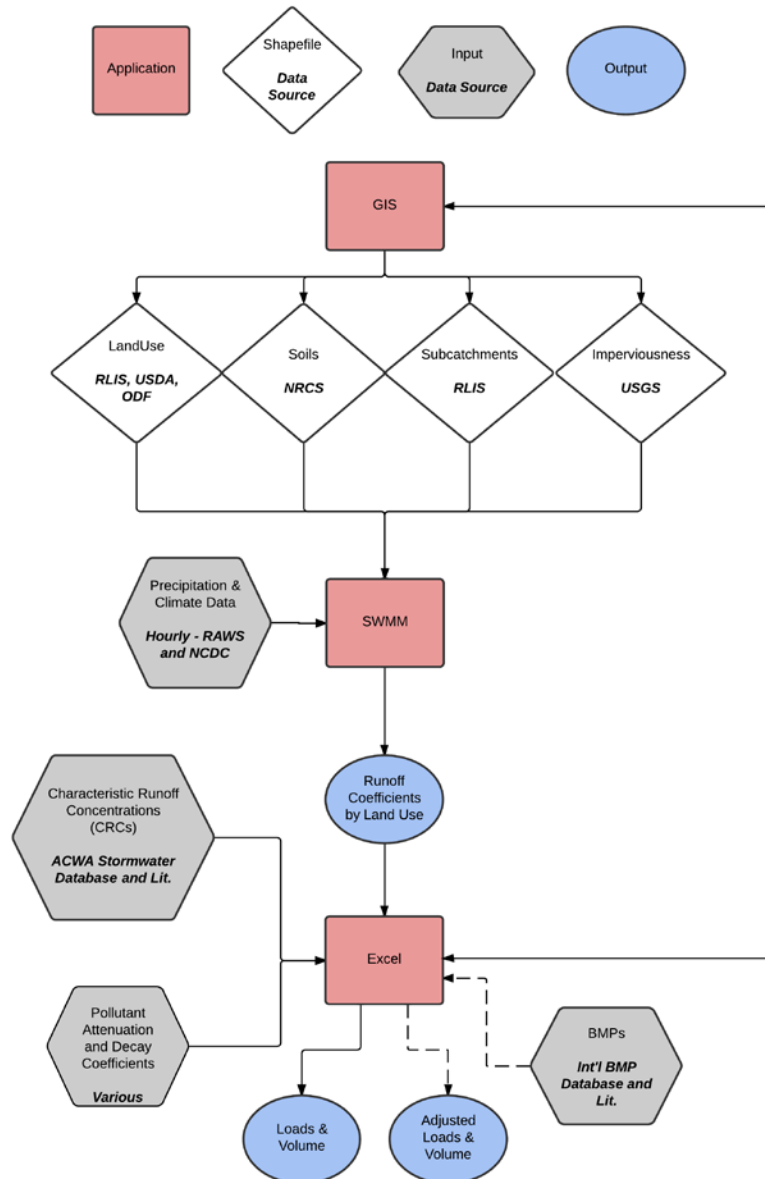 Application
Shapefile
Data
Source
Input
Data Source
Output
GIS
LandUse
RLIS, USDA,
ODF
Soils
NRCS
Subcatchments
RLIS
Imperviousness
USGS
Precipitation &
Climate Data
Hourly - RAWS
and NCDC
SWMM
Runoff
Coefficients
by Land Use
Characteristic Runoff
Concentrations
(CRCs)
ACWA Stormwater
Database and Lit.
Excel
Pollutant
Attenuation
and Decay
Coefficients
Various
BMPs
Int'l BMP
Database and
Lit.
Loads &
Volume
Adjusted
Loads &
Volume